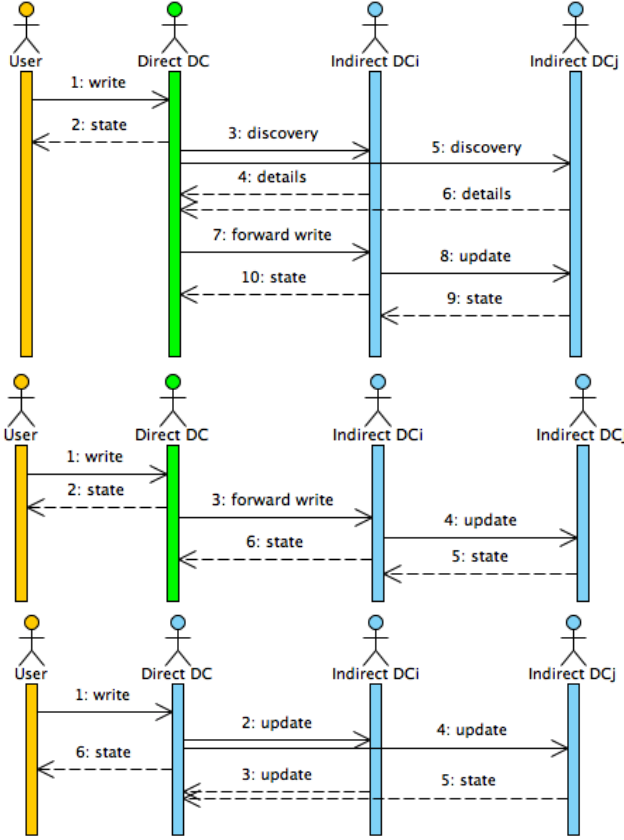 User Direct DC Indirect DCi Indirect DCj
1: write
2: state
3: discovery
5: discovery
4: details
6: details
7: forward write
8: update
10: state
9: state
User Direct DC Indirect DCi Indirect DCj
1: write
2: state
3: forward write
4: update
6: state
5: state
User Direct DC Indirect DCi Indirect DCj
1: write
2: update
4: update
6: state
3: update
5: state